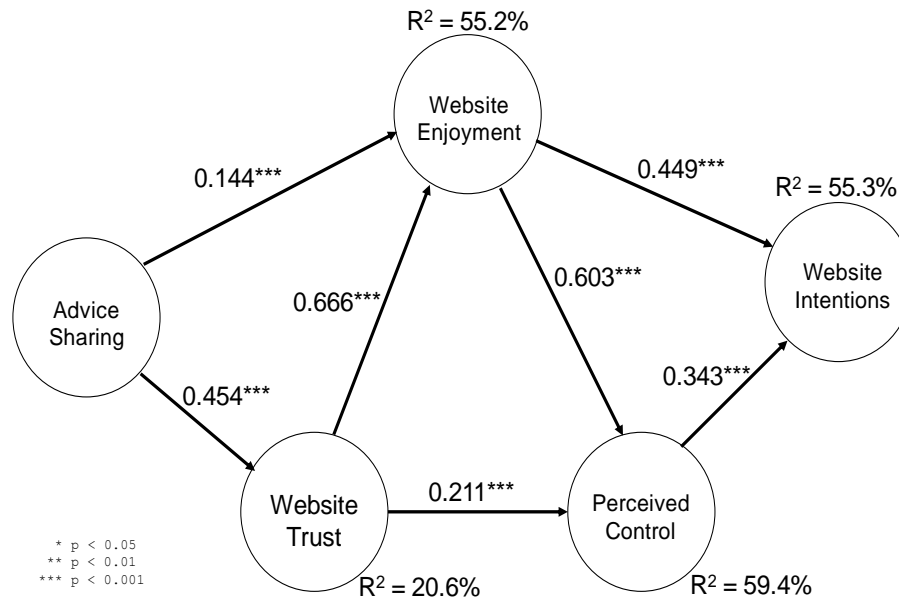 R² = 55.2%
Website
Enjoyment
0.144***
0.449***
R² = 55.3%
Website
Intentions
Advice
Sharing
0.666***
0.603***
0.454***
0.343***
Website
Trust
0.211***
Perceived
Control
* p < 0.05
** p < 0.01
*** p < 0.001
R² = 20.6%
R² = 59.4%